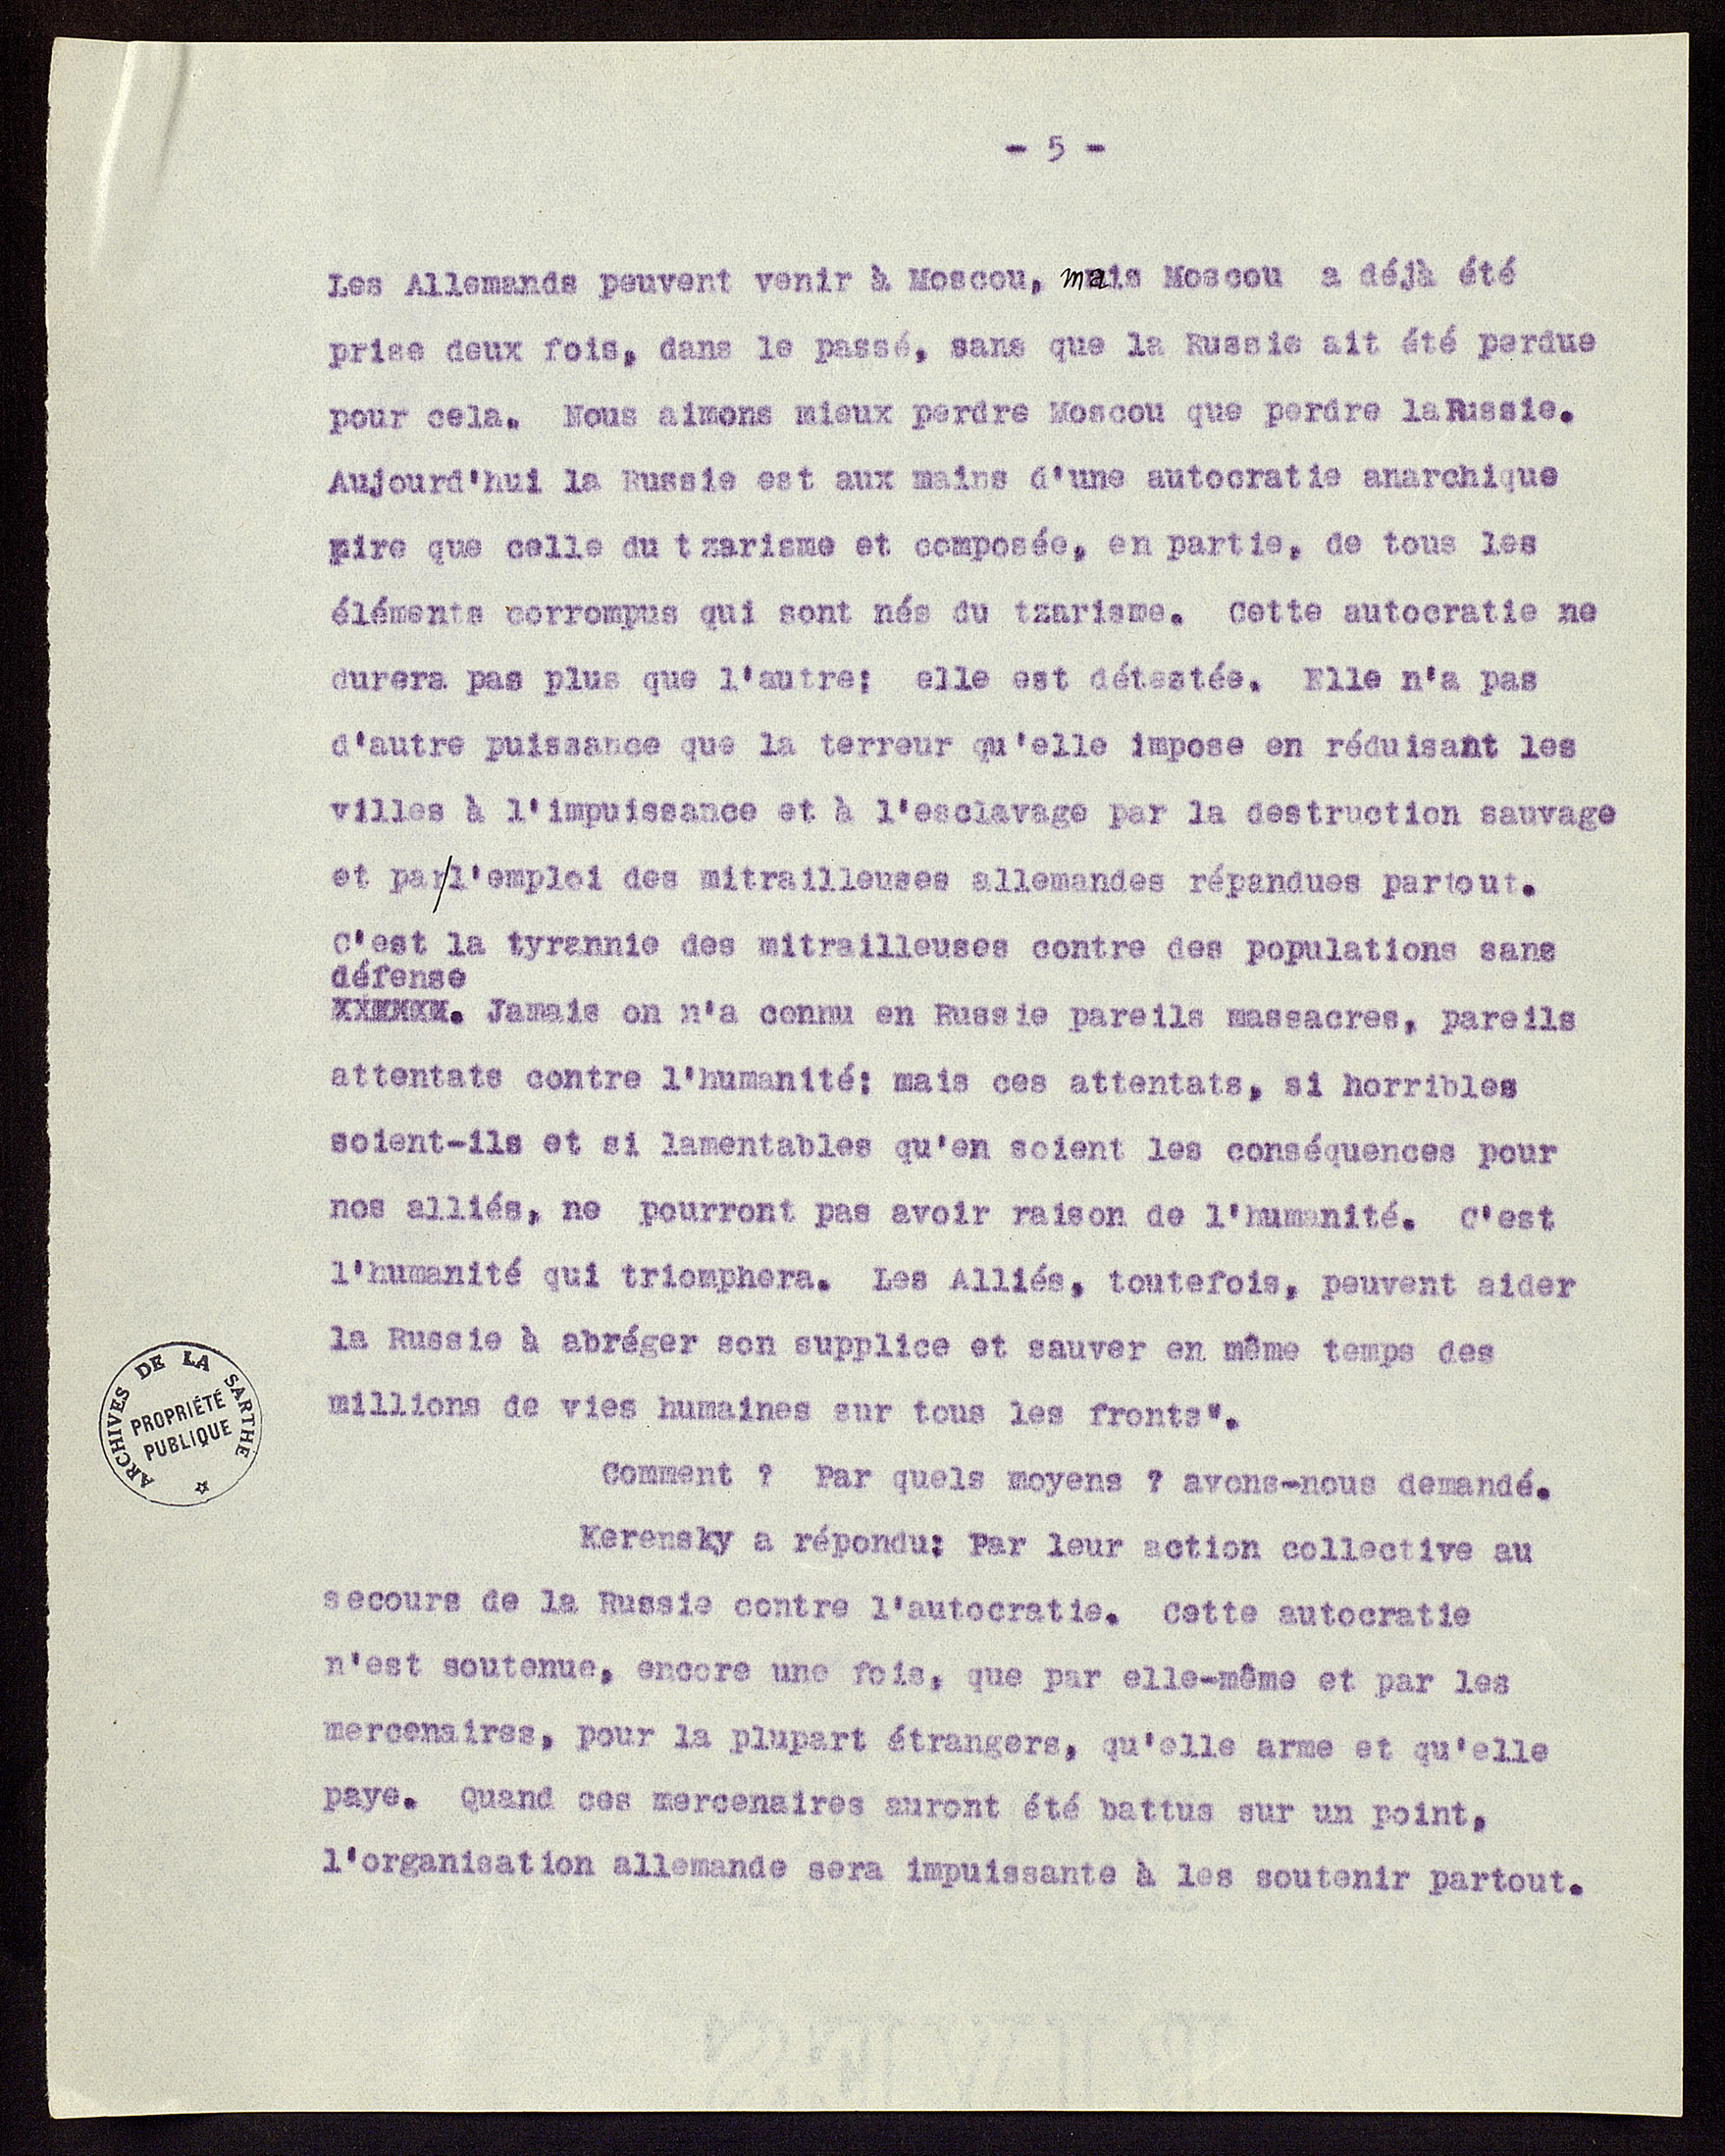 - 5 -
Les Allemands peuvent venir à Moscou, mais Moscou a déjà été
prise deux fois, dans le passé, sans que la Russie ait été perdue
pour cela. Nous aimons mieux perdre Moscou que perdre laRussie.
Aujourd'hui la Russie est aux mains d'une autocratie anarchique
pire que celle du tzarisme et composée, en partie, de tous les
éléments corrompus qui sont nés du tzarisme. Cette autocratie ne
durera pas plus que l'autre; elle est détestée. Elle n'a pas
d'autre puissance que la terreur qu'elle impose en réduisant les
villes à l'impuissance et à l'esclavage par la destruction sauvage
et par/l'emploi des mitrailleuses allemandes répandues partout.
C'est la tyrannie des mitrailleuses contre des populations sans
défense
XXXXXX. Jamais on n'a connu en Russie pareils massacres, pareils
attentats contre l'humanité; mais ces attentats, si horribles
soient-ils et si lamentables qu'en soient les conséquences pour
nos alliés, ne pourront pas avoir raison de l'humanité. C'est
l'humanité qui triomphera. Les Alliés, toutefois, peuvent aider
la Russie à abréger son supplice et sauver en même temps des
millions de vies humaines sur tous les fronts".
Comment ? Par quels moyens ? avons-nous demandé.
Kerensky a répondu: Par leur action collective au
secours de la Russie contre l'autocratie. Cette autocratie
n'est soutenue, encore une fois, que par elle-même et par les
mercenaires, pour la plupart étrangers, qu'elle arme et qu'elle
paye. Quand ces mercenaires auront été battus sur un point,
l'organisation allemande sera impuissante à les soutenir partout.
ARCHIVES DE LA SARTHE
PROPRIÉTÉ
PUBLIQUE